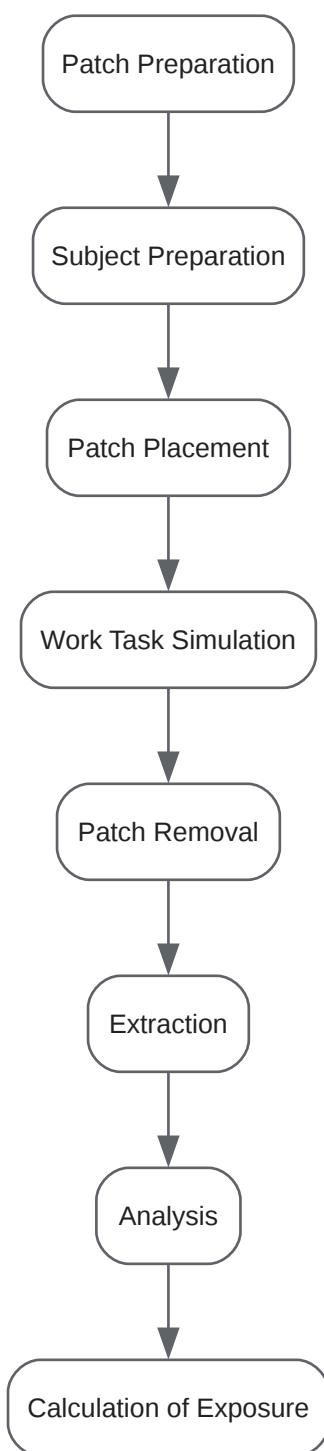 Patch Preparation
Subject Preparation
Patch Placement
Work Task Simulation
Patch Removal
Extraction
Analysis
Calculation of Exposure